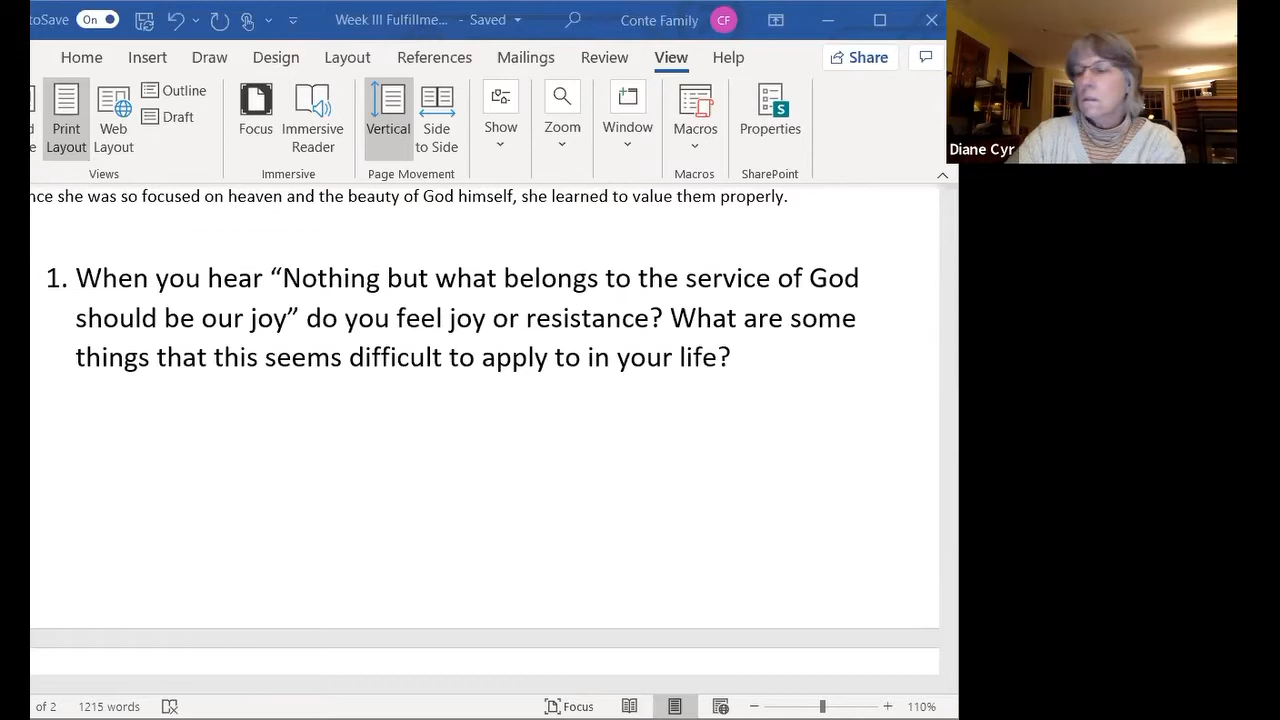 toSave On Week III Fulfillme... - Saved Conte Family CF
Home Insert Draw Design Layout References Mailings Review View Help Share
Print Layout
Web Layout
Outline
Draft
Focus
Immersive Reader
Vertical
Side to Side
Show
Zoom
Window
Macros
Properties
S
Views Immersive Page Movement Macros SharePoint
Diane Cyr
nce she was so focused on heaven and the beauty of God himself, she learned to value them properly.
1. When you hear “Nothing but what belongs to the service of God
should be our joy” do you feel joy or resistance? What are some
things that this seems difficult to apply to in your life?
of 2 1215 words Focus 110%